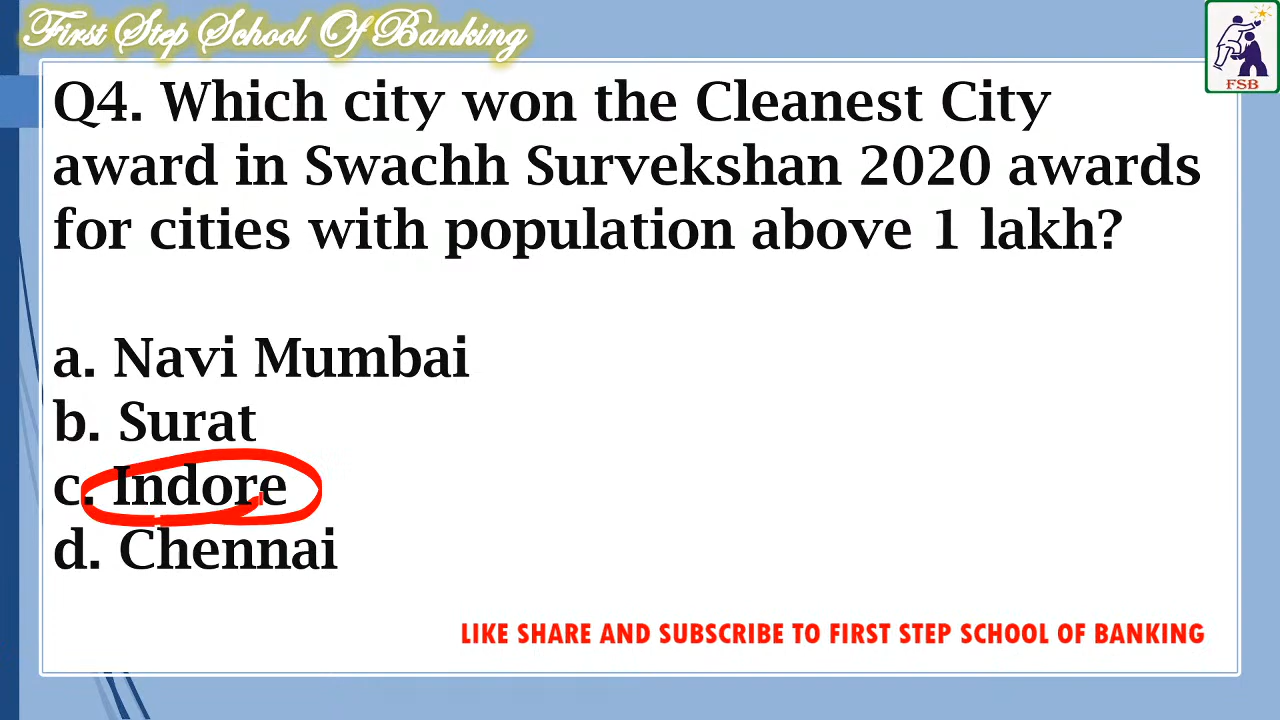 First Step School Of Banking
FSB
Q4. Which city won the Cleanest City
award in Swachh Survekshan 2020 awards
for cities with population above 1 lakh?
a. Navi Mumbai
b. Surat
c. Indore
d. Chennai
LIKE SHARE AND SUBSCRIBE TO FIRST STEP SCHOOL OF BANKING